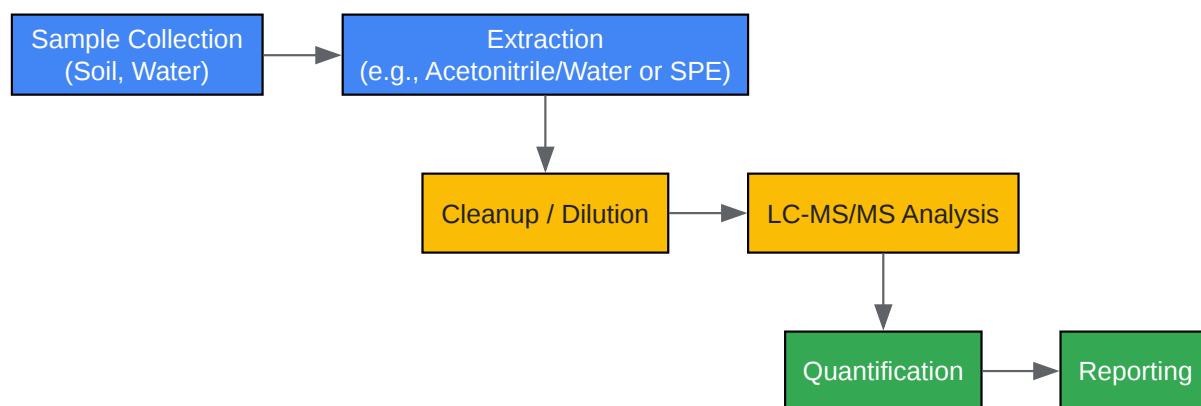 Sample Collection
(Soil, Water)
Extraction
(e.g., Acetonitrile/Water or SPE)
Cleanup / Dilution
LC-MS/MS Analysis
Quantification
Reporting